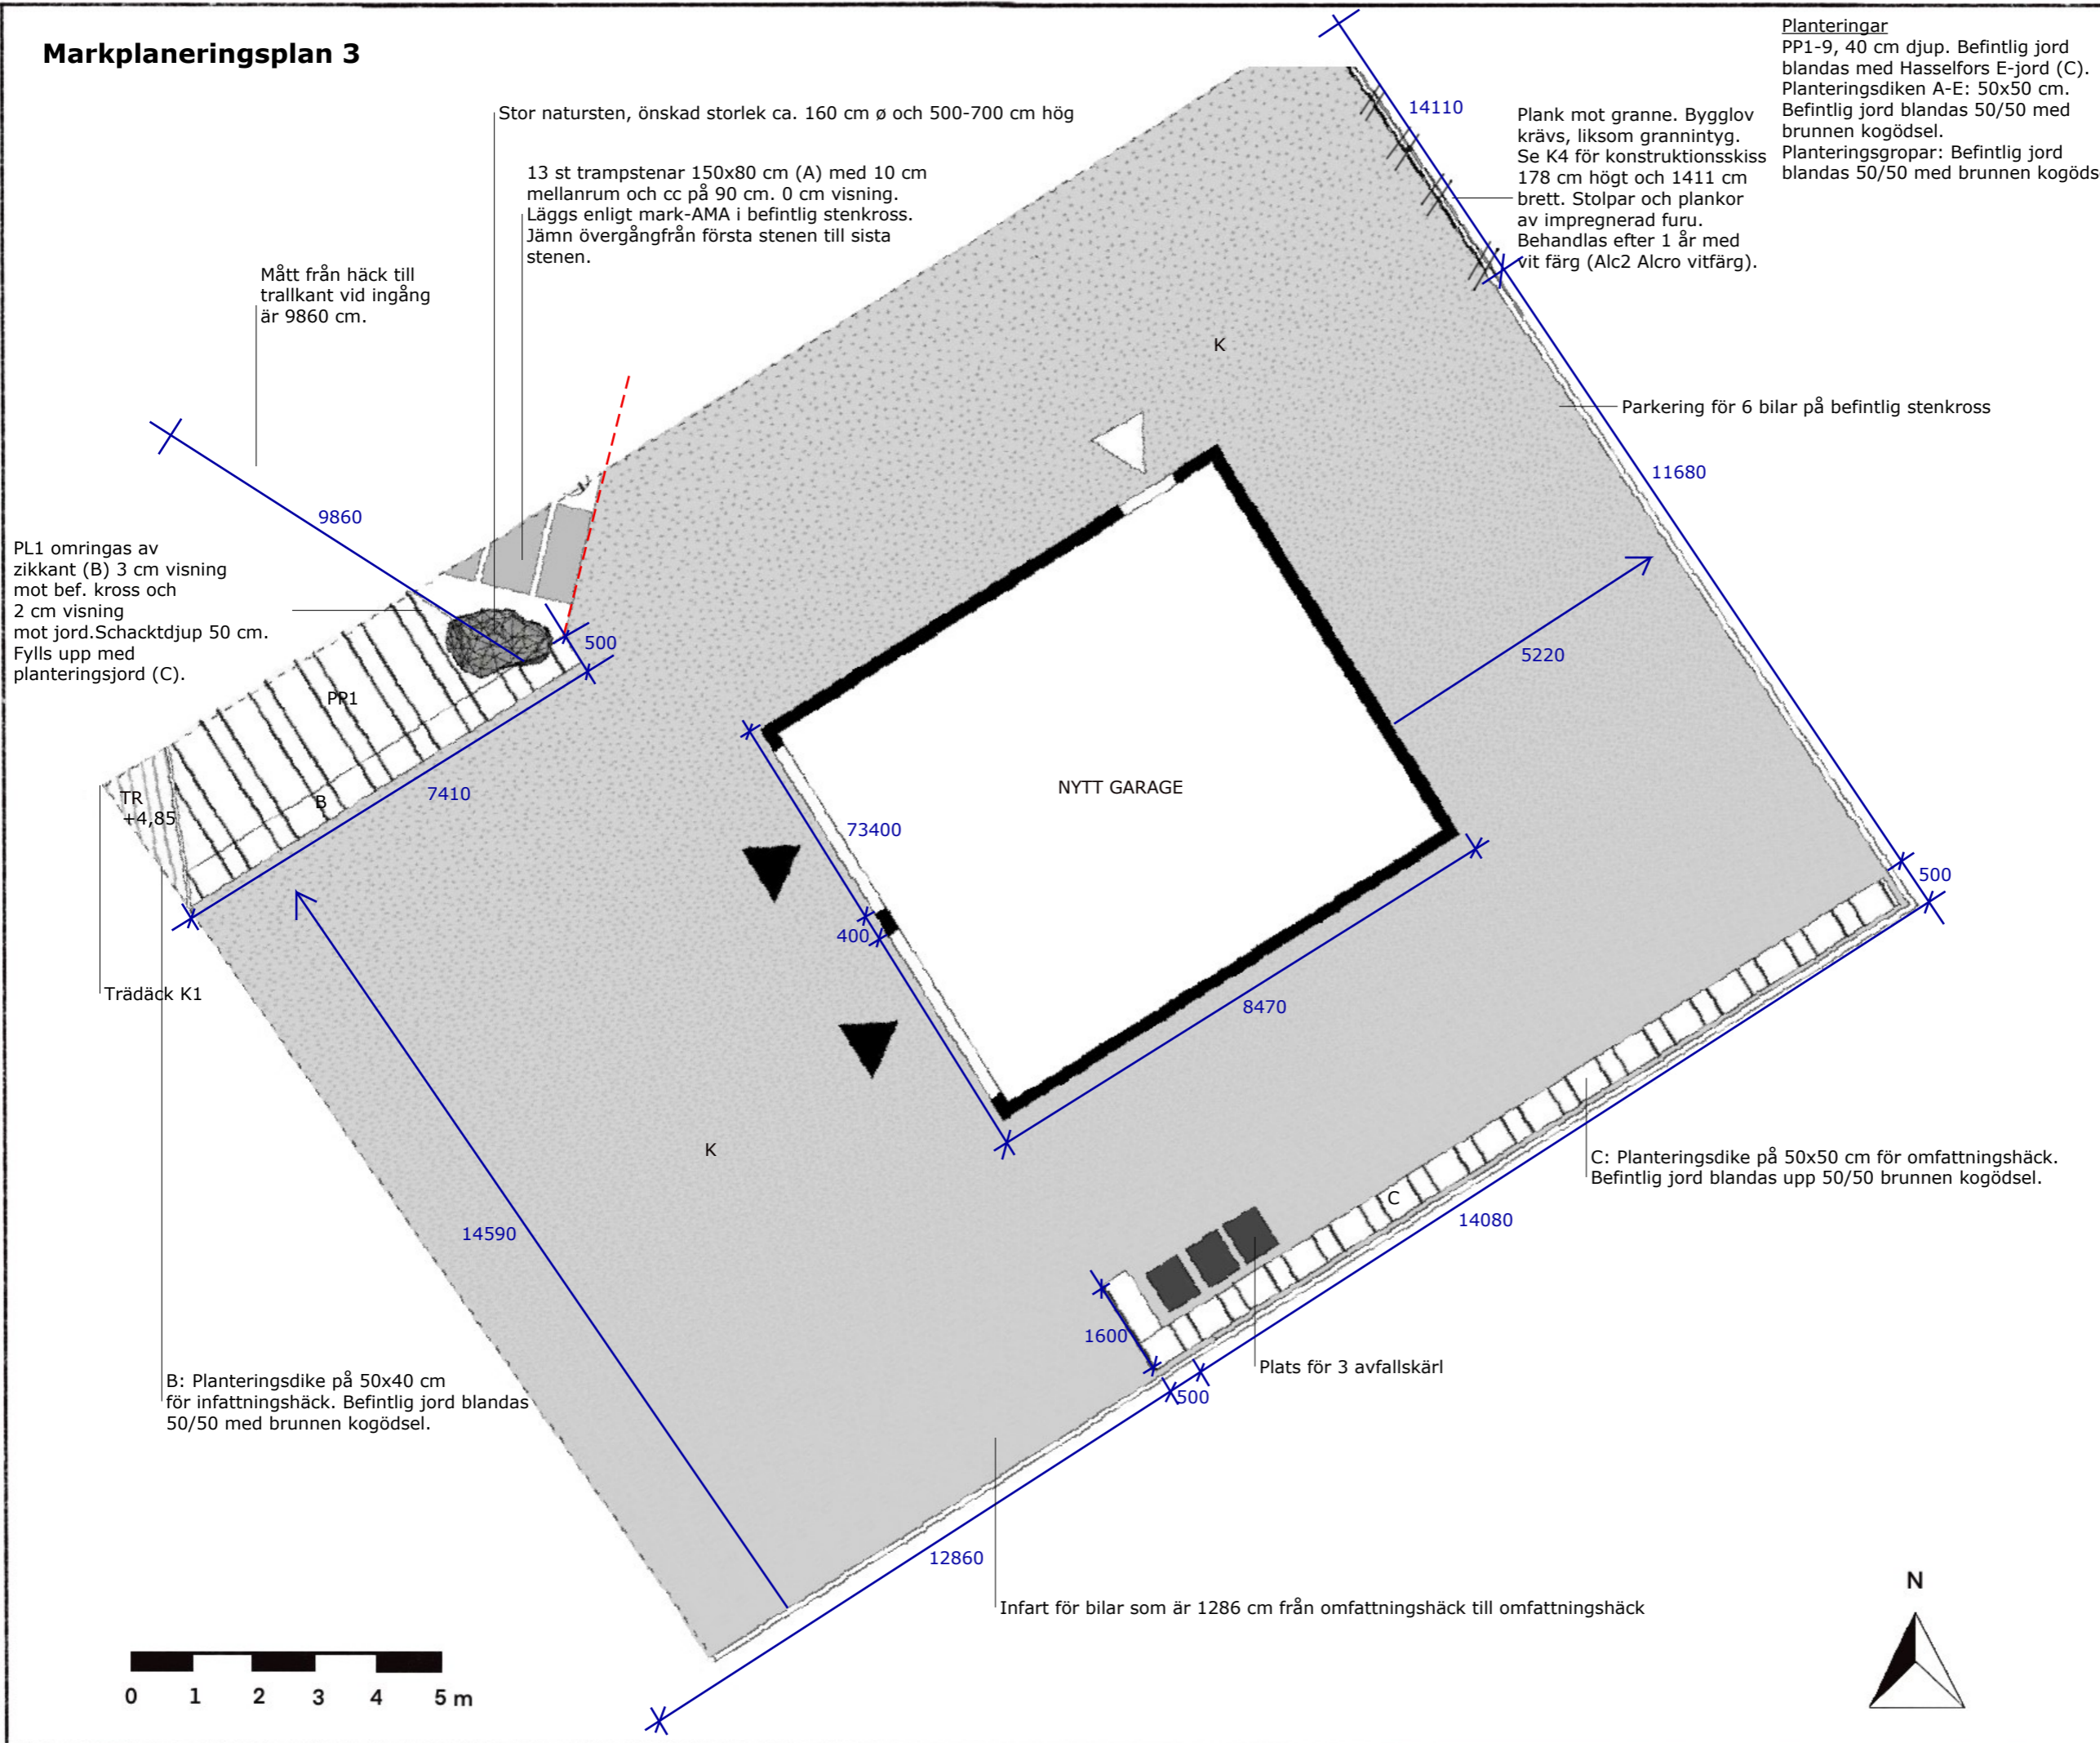 Markplaneringsplan 3
Planteringar
PP1-9, 40 cm djup. Befintlig jord
blandas med Hasselfors E-jord (C).
Planteringsdiken A-E: 50x50 cm.
Befintlig jord blandas 50/50 med
brunnen kogödsel.
Planteringsgropar: Befintlig jord
blandas 50/50 med brunnen kogöds
Stor natursten, önskad storlek ca. 160 cm ø och 500-700 cm hög
14110
Plank mot granne. Bygglov
krävs, liksom grannintyg.
Se K4 för konstruktionsskiss
178 cm högt och 1411 cm
brett. Stolpar och plankor
av impregnerad furu.
Behandlas efter 1 år med
vit färg (Alc2 Alcro vitfärg).
13 st trampstenar 150x80 cm (A) med 10 cm
mellanrum och cc på 90 cm. 0 cm visning.
Läggs enligt mark-AMA i befintlig stenkross.
Jämn övergångfrån första stenen till sista
stenen.
Mått från häck till
trallkant vid ingång
är 9860 cm.
K
Parkering för 6 bilar på befintlig stenkross
11680
9860
PL1 omringas av
zikkant (B) 3 cm visning
mot bef. kross och
2 cm visning
mot jord.Schacktdjup 50 cm.
Fylls upp med
planteringsjord (C).
500
5220
PP1
NYTT GARAGE
7410
TR
+4,85
B
73400
500
400
Trädäck K1
8470
K
C: Planteringsdike på 50x50 cm för omfattningshäck.
Befintlig jord blandas upp 50/50 brunnen kogödsel.
C
14080
14590
1600
Plats för 3 avfallskärl
500
B: Planteringsdike på 50x40 cm
för infattningshäck. Befintlig jord blandas
50/50 med brunnen kogödsel.
12860
Infart för bilar som är 1286 cm från omfattningshäck till omfattningshäck
N
0 1 2 3 4 5 m